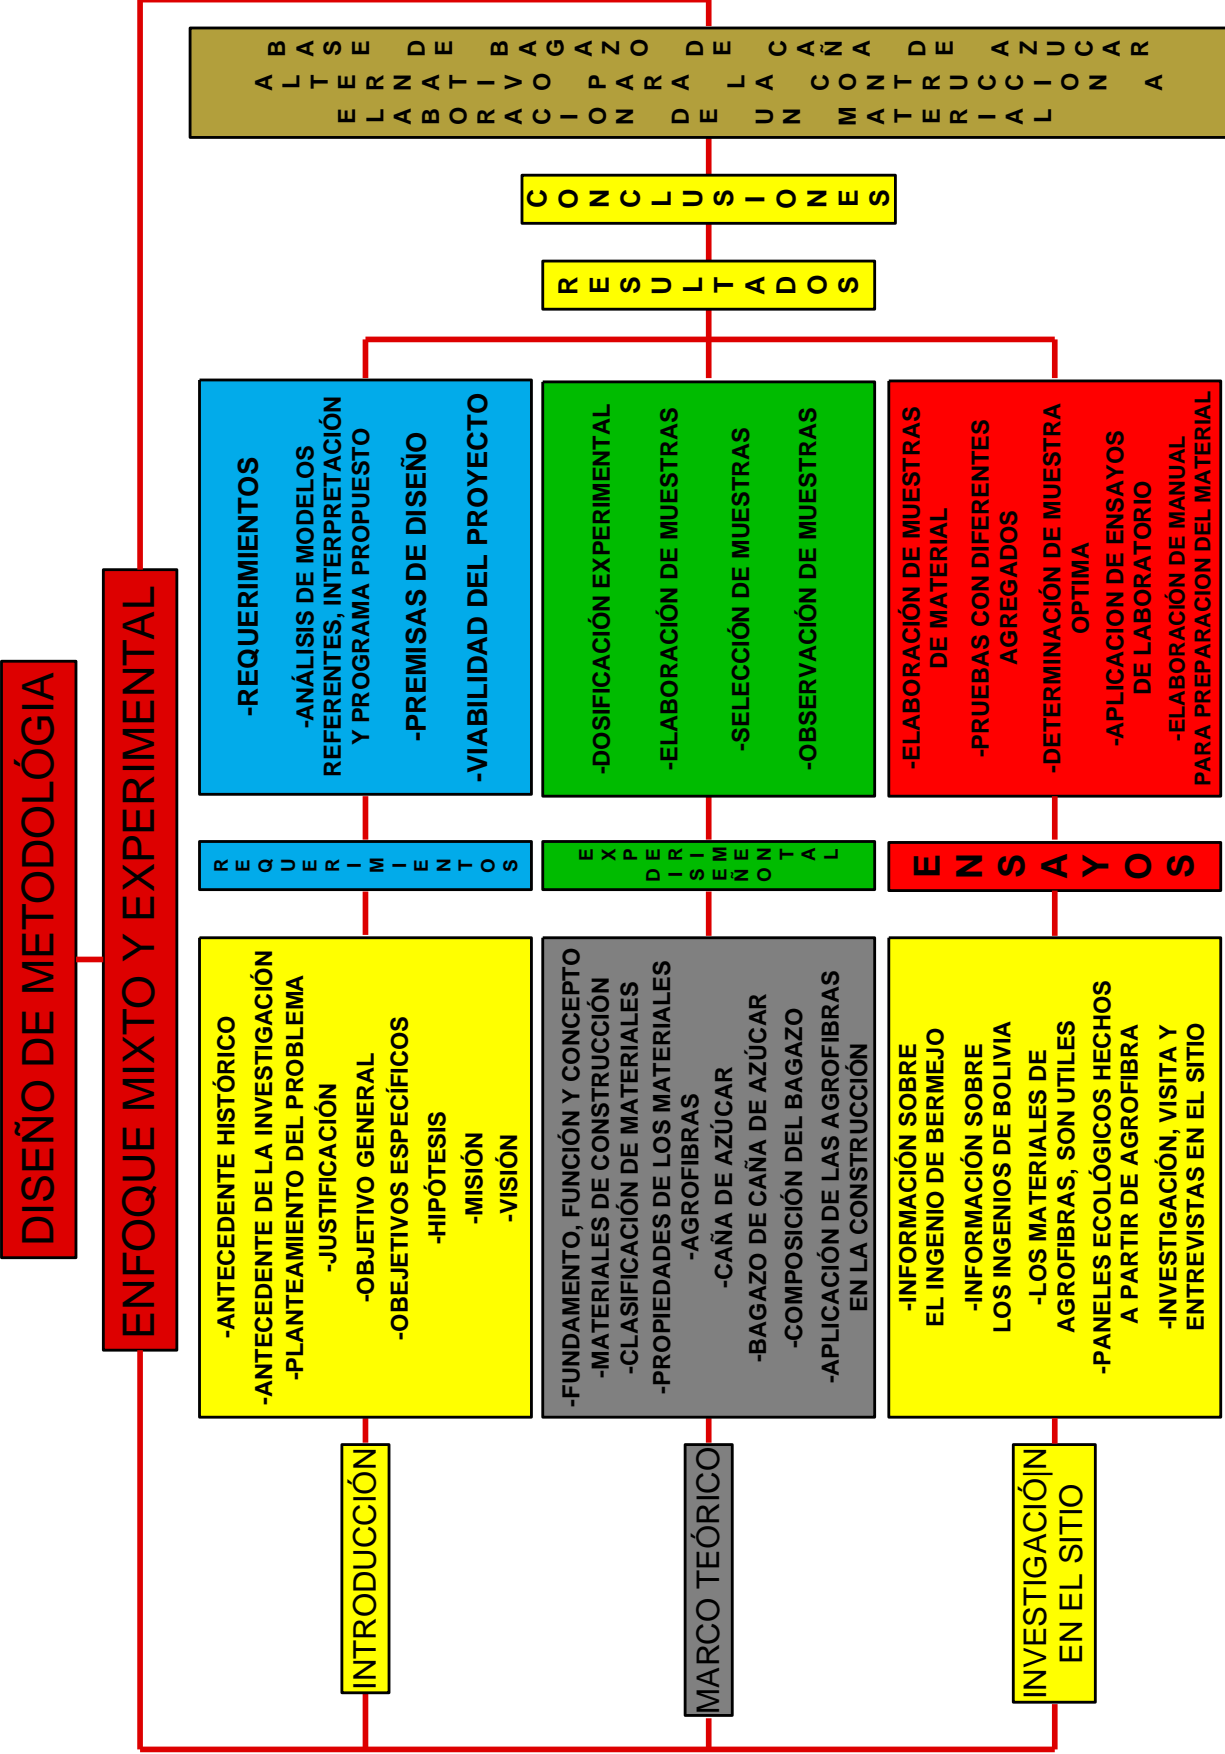 DISEÑO DE METODOLÓGIA
ENFOQUE MIXTO Y EXPERIMENTAL
INTRODUCCIÓN
-ANTECEDENTE HISTÓRICO
-ANTECEDENTE DE LA INVESTIGACIÓN
-PLANTEAMIENTO DEL PROBLEMA
-JUSTIFICACIÓN
-OBJETIVO GENERAL
-OBEJETIVOS ESPECÍFICOS
-HIPÓTESIS
-MISIÓN
-VISIÓN
REQUERIMIENTOS
-REQUERIMIENTOS
-ANÁLISIS DE MODELOS
REFERENTES, INTERPRETACIÓN
Y PROGRAMA PROPUESTO
-PREMISAS DE DISEÑO
-VIABILIDAD DEL PROYECTO
MARCO TEÓRICO
-FUNDAMENTO, FUNCIÓN Y CONCEPTO
-MATERIALES DE CONSTRUCCIÓN
-CLASIFICACIÓN DE MATERIALES
-PROPIEDADES DE LOS MATERIALES
-AGROFIBRAS
-CAÑA DE AZÚCAR
-BAGAZO DE CAÑA DE AZÚCAR
-COMPOSICIÓN DEL BAGAZO
-APLICACIÓN DE LAS AGROFIBRAS
EN LA CONSTRUCCIÓN
DISEÑO
EXPERIMENTAL
-DOSIFICACIÓN EXPERIMENTAL
-ELABORACIÓN DE MUESTRAS
-SELECCIÓN DE MUESTRAS
-OBSERVACIÓN DE MUESTRAS
INVESTIGACIÓ|N
EN EL SITIO
-INFORMACIÓN SOBRE
EL INGENIO DE BERMEJO
-INFORMACIÓN SOBRE
LOS INGENIOS DE BOLIVIA
-LOS MATERIALES DE
AGROFIBRAS, SON UTILES
-PANELES ECOLÓGICOS HECHOS
A PARTIR DE AGROFIBRA
-INVESTIGACIÓN, VISITA Y
ENTREVISTAS EN EL SITIO
ENSAYOS
-ELABORACIÓN DE MUESTRAS
DE MATERIAL
-PRUEBAS CON DIFERENTES
AGREGADOS
-DETERMINACIÓN DE MUESTRA
OPTIMA
-APLICACION DE ENSAYOS
DE LABORATORIO
-ELABORACIÓN DE MANUAL
PARA PREPARACION DEL MATERIAL
RESULTADOS
CONCLUSIONES
ELABORACION DE UN MATERIAL
ALTERNATIVO PARA LA CONTRUCCION A
BASE DE BAGAZO DE CAÑA DE AZUCAR